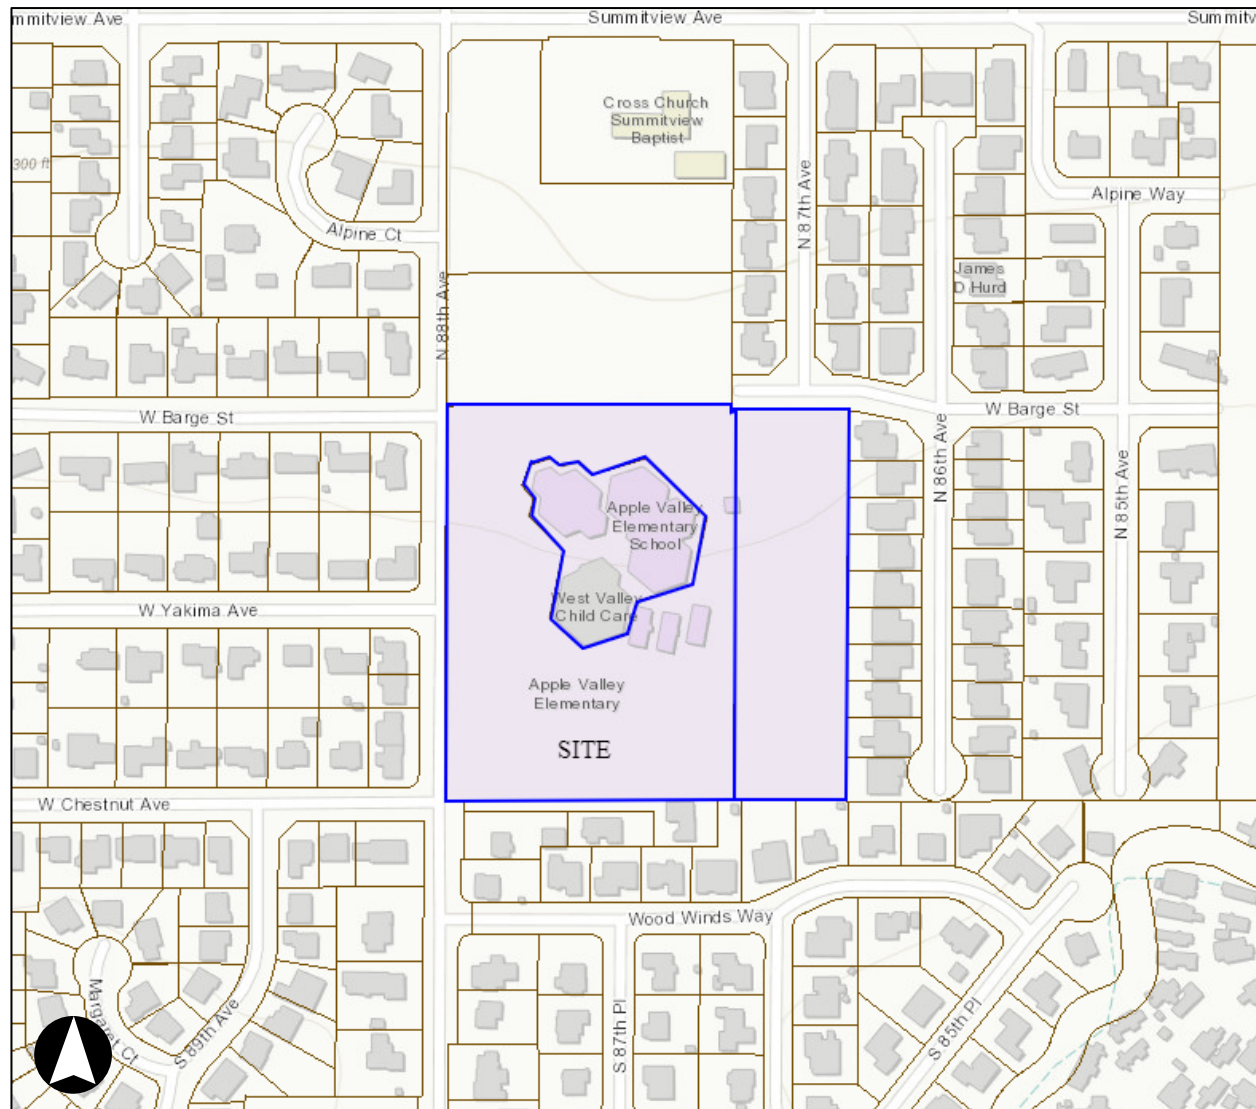 mmitview Ave
Summitview Ave
Summitv
Cross Church
Summitview
Baptist
300 ft
N 87th Ave
Alpine Way
Alpine Ct
James
D Hurd
N 88th Ave
W Barge St
W Barge St
N 86th Ave
N 85th Ave
Apple Valley
Elementary
School
West Valley
Child Care
W Yakima Ave
Apple Valley
Elementary
SITE
W Chestnut Ave
Wood Winds Way
Margaret Ct
S 89th Ave
S 87th Pl
S 85th Pl